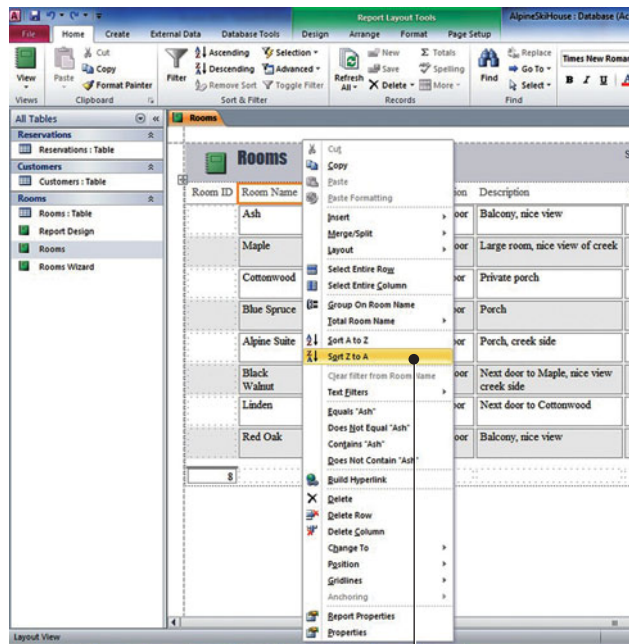 Report Layout Tools
AlpineSkiHouse : Database (Ac
File Home Create External Data Database Tools Design Arrange Format Page Setup
View
Views
Paste
Cut
Copy
Format Painter
Clipboard
Filter
Ascending
Descending
Remove Sort
Selection
Advanced
Toggle Filter
Sort & Filter
Refresh All
New
Save
Delete
Totals
Spelling
More
Records
Find
Replace
Go To
Select
Find
Times New Roman
B I U A
All Tables
Reservations
Reservations : Table
Customers
Customers : Table
Rooms
Rooms : Table
Report Design
Rooms
Rooms Wizard
Rooms
Rooms
Room ID Room Name ion Description
Ash oor Balcony, nice view
Maple oor Large room, nice view of creek
Cottonwood oor Private porch
Blue Spruce oor Porch
Alpine Suite oor Porch, creek side
Black Walnut oor Next door to Maple, nice view
creek side
Linden oor Next door to Cottonwood
Red Oak oor Balcony, nice view
8
Cut
Copy
Paste
Paste Formatting
Insert
Merge/Split
Layout
Select Entire Row
Select Entire Column
Group On Room Name
Total Room Name
Sort A to Z
Sort Z to A
Clear filter from Room Name
Text Filters
Equals "Ash"
Does Not Equal "Ash"
Contains "Ash"
Does Not Contain "Ash"
Build Hyperlink
Delete
Delete Row
Delete Column
Change To
Position
Gridlines
Anchoring
Report Properties
Properties
Layout View